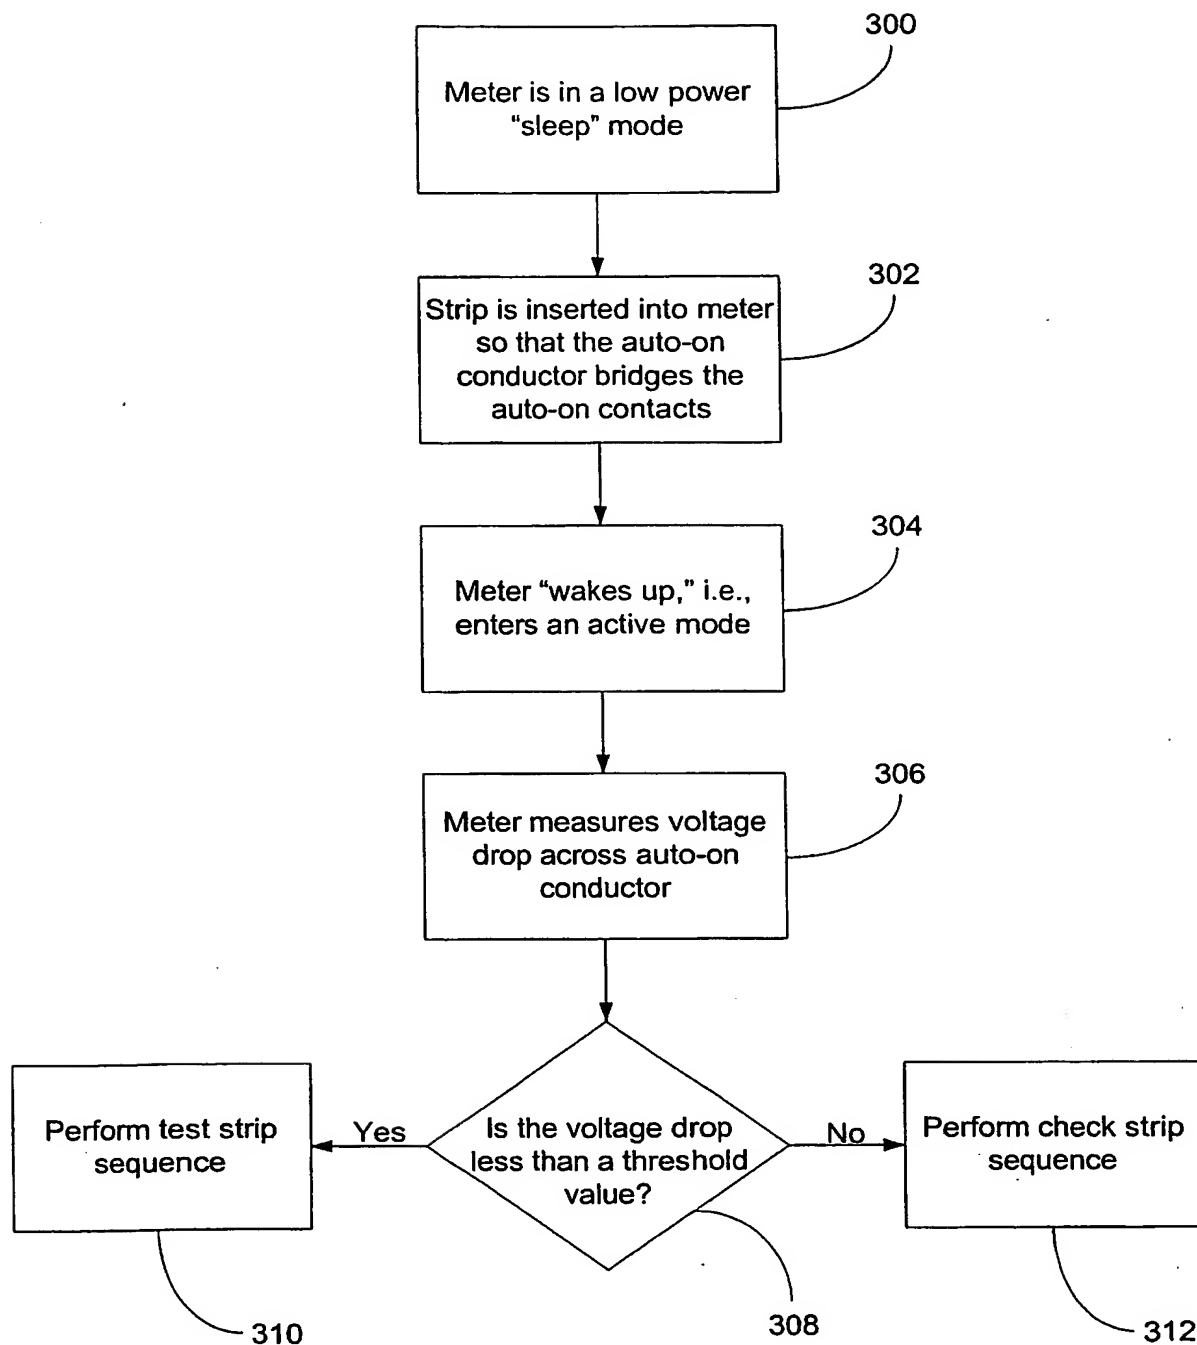 300
Meter is in a low power
“sleep” mode
302
Strip is inserted into meter
so that the auto-on
conductor bridges the
auto-on contacts
304
Meter “wakes up,” i.e.,
enters an active mode
306
Meter measures voltage
drop across auto-on
conductor
Is the voltage drop
less than a threshold
value?
308
Yes
Perform test strip
sequence
310
No
Perform check strip
sequence
312